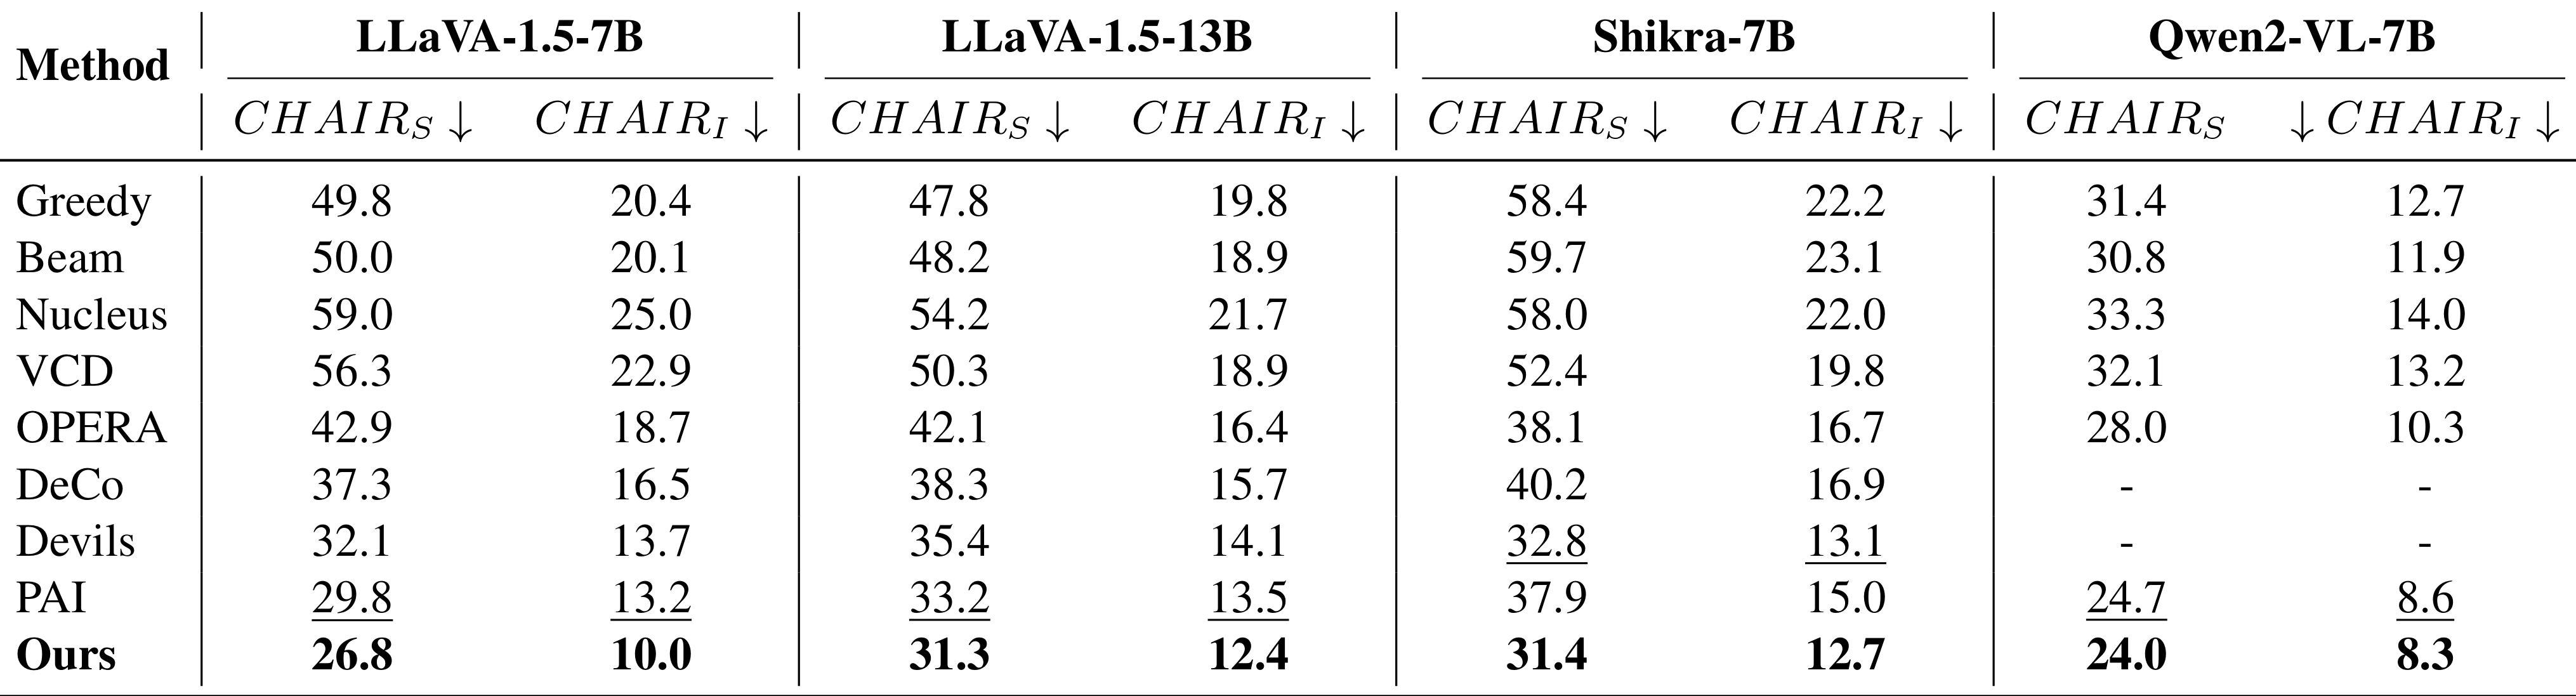 Method LLaVA-1.5-7B LLaVA-1.5-13B Shikra-7B Qwen2-VL-7B
CHAIR_S ↓ CHAIR_I ↓ CHAIR_S ↓ CHAIR_I ↓ CHAIR_S ↓ CHAIR_I ↓ CHAIR_S ↓ CHAIR_I ↓
Greedy 49.8 20.4 47.8 19.8 58.4 22.2 31.4 12.7
Beam 50.0 20.1 48.2 18.9 59.7 23.1 30.8 11.9
Nucleus 59.0 25.0 54.2 21.7 58.0 22.0 33.3 14.0
VCD 56.3 22.9 50.3 18.9 52.4 19.8 32.1 13.2
OPERA 42.9 18.7 42.1 16.4 38.1 16.7 28.0 10.3
DeCo 37.3 16.5 38.3 15.7 40.2 16.9 - -
Devils 32.1 13.7 35.4 14.1 32.8 13.1 - -
PAI 29.8 13.2 33.2 13.5 37.9 15.0 24.7 8.6
Ours 26.8 10.0 31.3 12.4 31.4 12.7 24.0 8.3